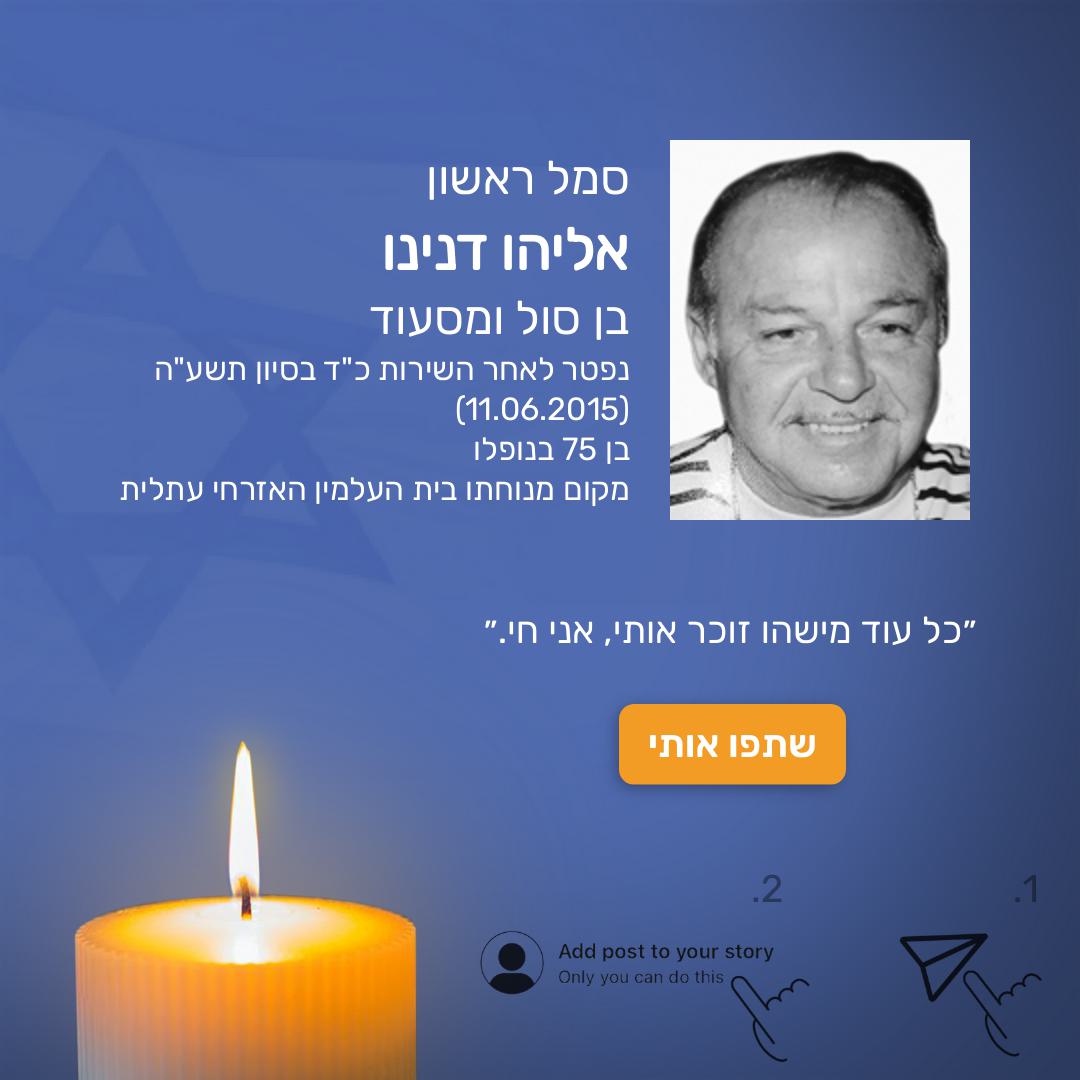 סמל ראשון
אליהו דנינו
בן סול ומסעוד
נפטר לאחר השירות כ"ד בסיון תשע"ה
(11.06.2015)
בן 75 בנופלו
מקום מנוחתו בית העלמין האזרחי עתלית
״כל עוד מישהו זוכר אותי, אני חי.״
שתפו אותי
1.
2.
Add post to your story
Only you can do this